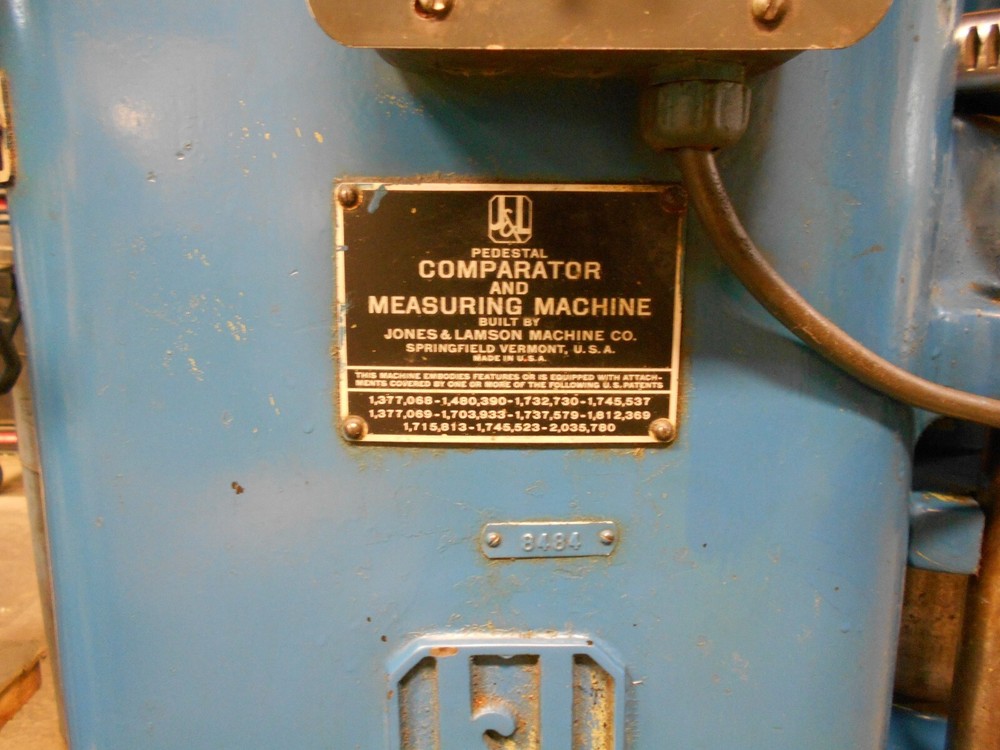 J&L
PEDESTAL
COMPARATOR
AND
MEASURING MACHINE
BUILT BY
JONES & LAMSON MACHINE CO.
SPRINGFIELD VERMONT, U.S.A.
MADE IN U.S.A.
THIS MACHINE EMBODIES FEATURES OR IS EQUIPPED WITH ATTACH-
MENTS COVERED BY ONE OR MORE OF THE FOLLOWING U.S. PATENTS
1,377,068-1,480,390-1,732,730-1,745,537
1,377,069-1,703,933-1,737,579-1,812,369
1,715,813-1,745,523-2,035,780
8484